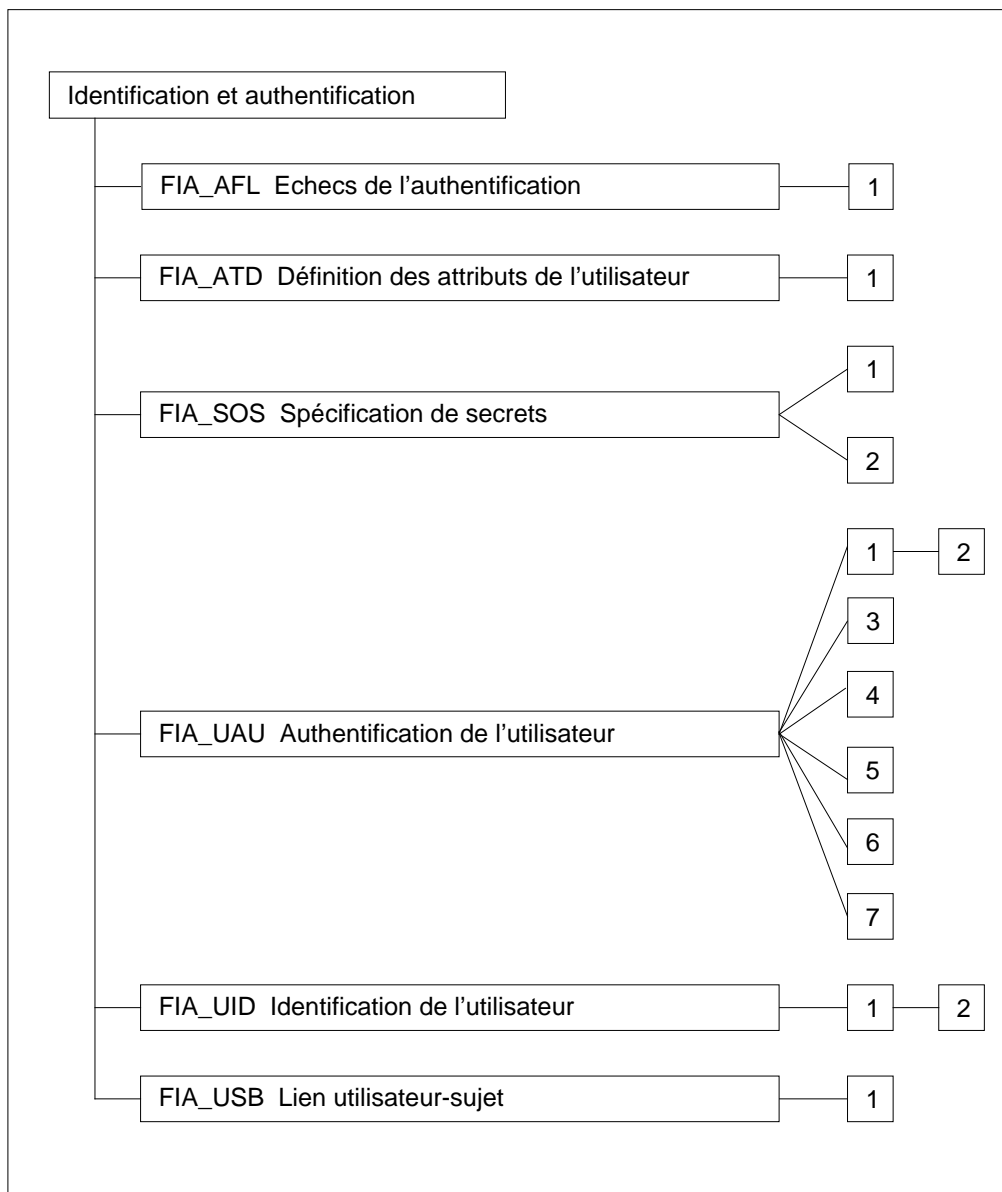 Identification et authentification
FIA_AFL Echecs de l'authentification 1
FIA_ATD Définition des attributs de l'utilisateur 1
1
FIA_SOS Spécification de secrets
2
1 2
3
4
FIA_UAU Authentification de l'utilisateur
5
6
7
FIA_UID Identification de l'utilisateur 1 2
FIA_USB Lien utilisateur-sujet 1